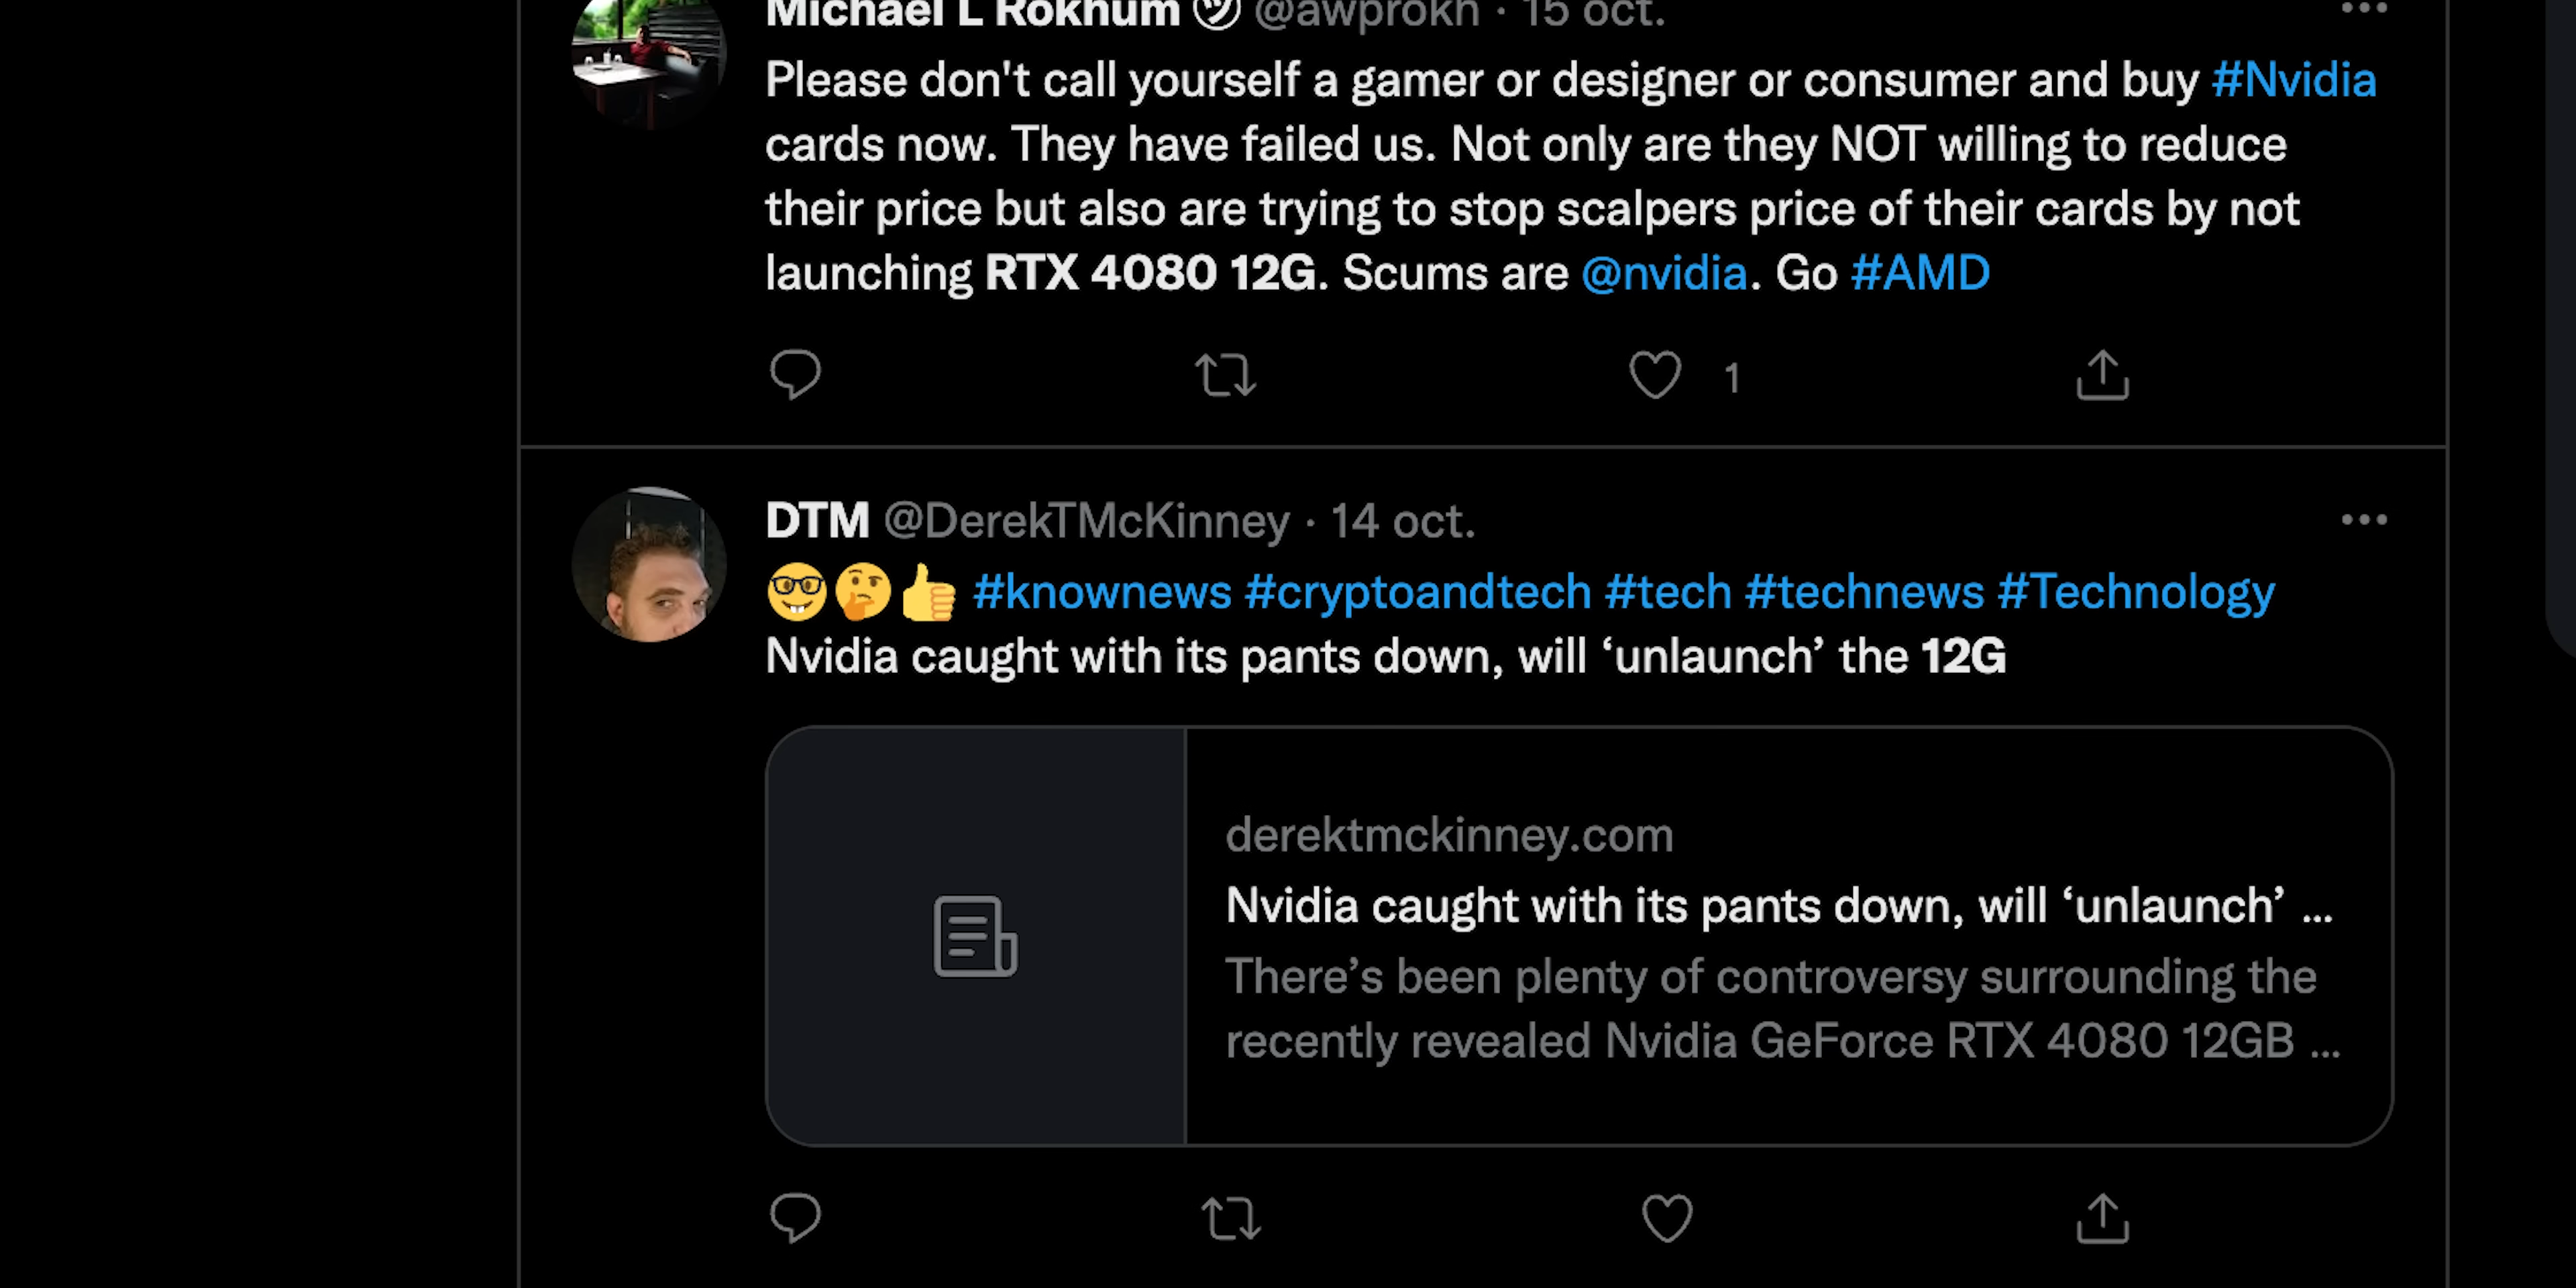 Michael L Rokhum @awprokh · 15 oct.
Please don't call yourself a gamer or designer or consumer and buy #Nvidia
cards now. They have failed us. Not only are they NOT willing to reduce
their price but also are trying to stop scalpers price of their cards by not
launching RTX 4080 12G. Scums are @nvidia. Go #AMD
1
DTM @DerekTMcKinney · 14 oct.
🤓🤔👍 #knownews #cryptoandtech #tech #technews #Technology
Nvidia caught with its pants down, will ‘unlaunch’ the 12G
derektmckinney.com
Nvidia caught with its pants down, will ‘unlaunch’ ...
There’s been plenty of controversy surrounding the
recently revealed Nvidia GeForce RTX 4080 12GB ...